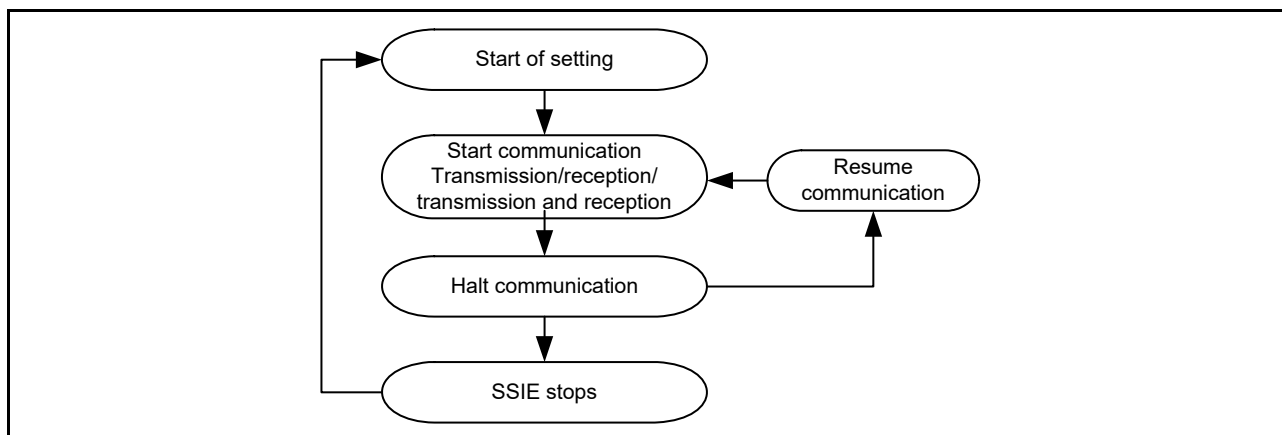 Start of setting
Start communication
Transmission/reception/
transmission and reception
Resume
communication
Halt communication
SSIE stops